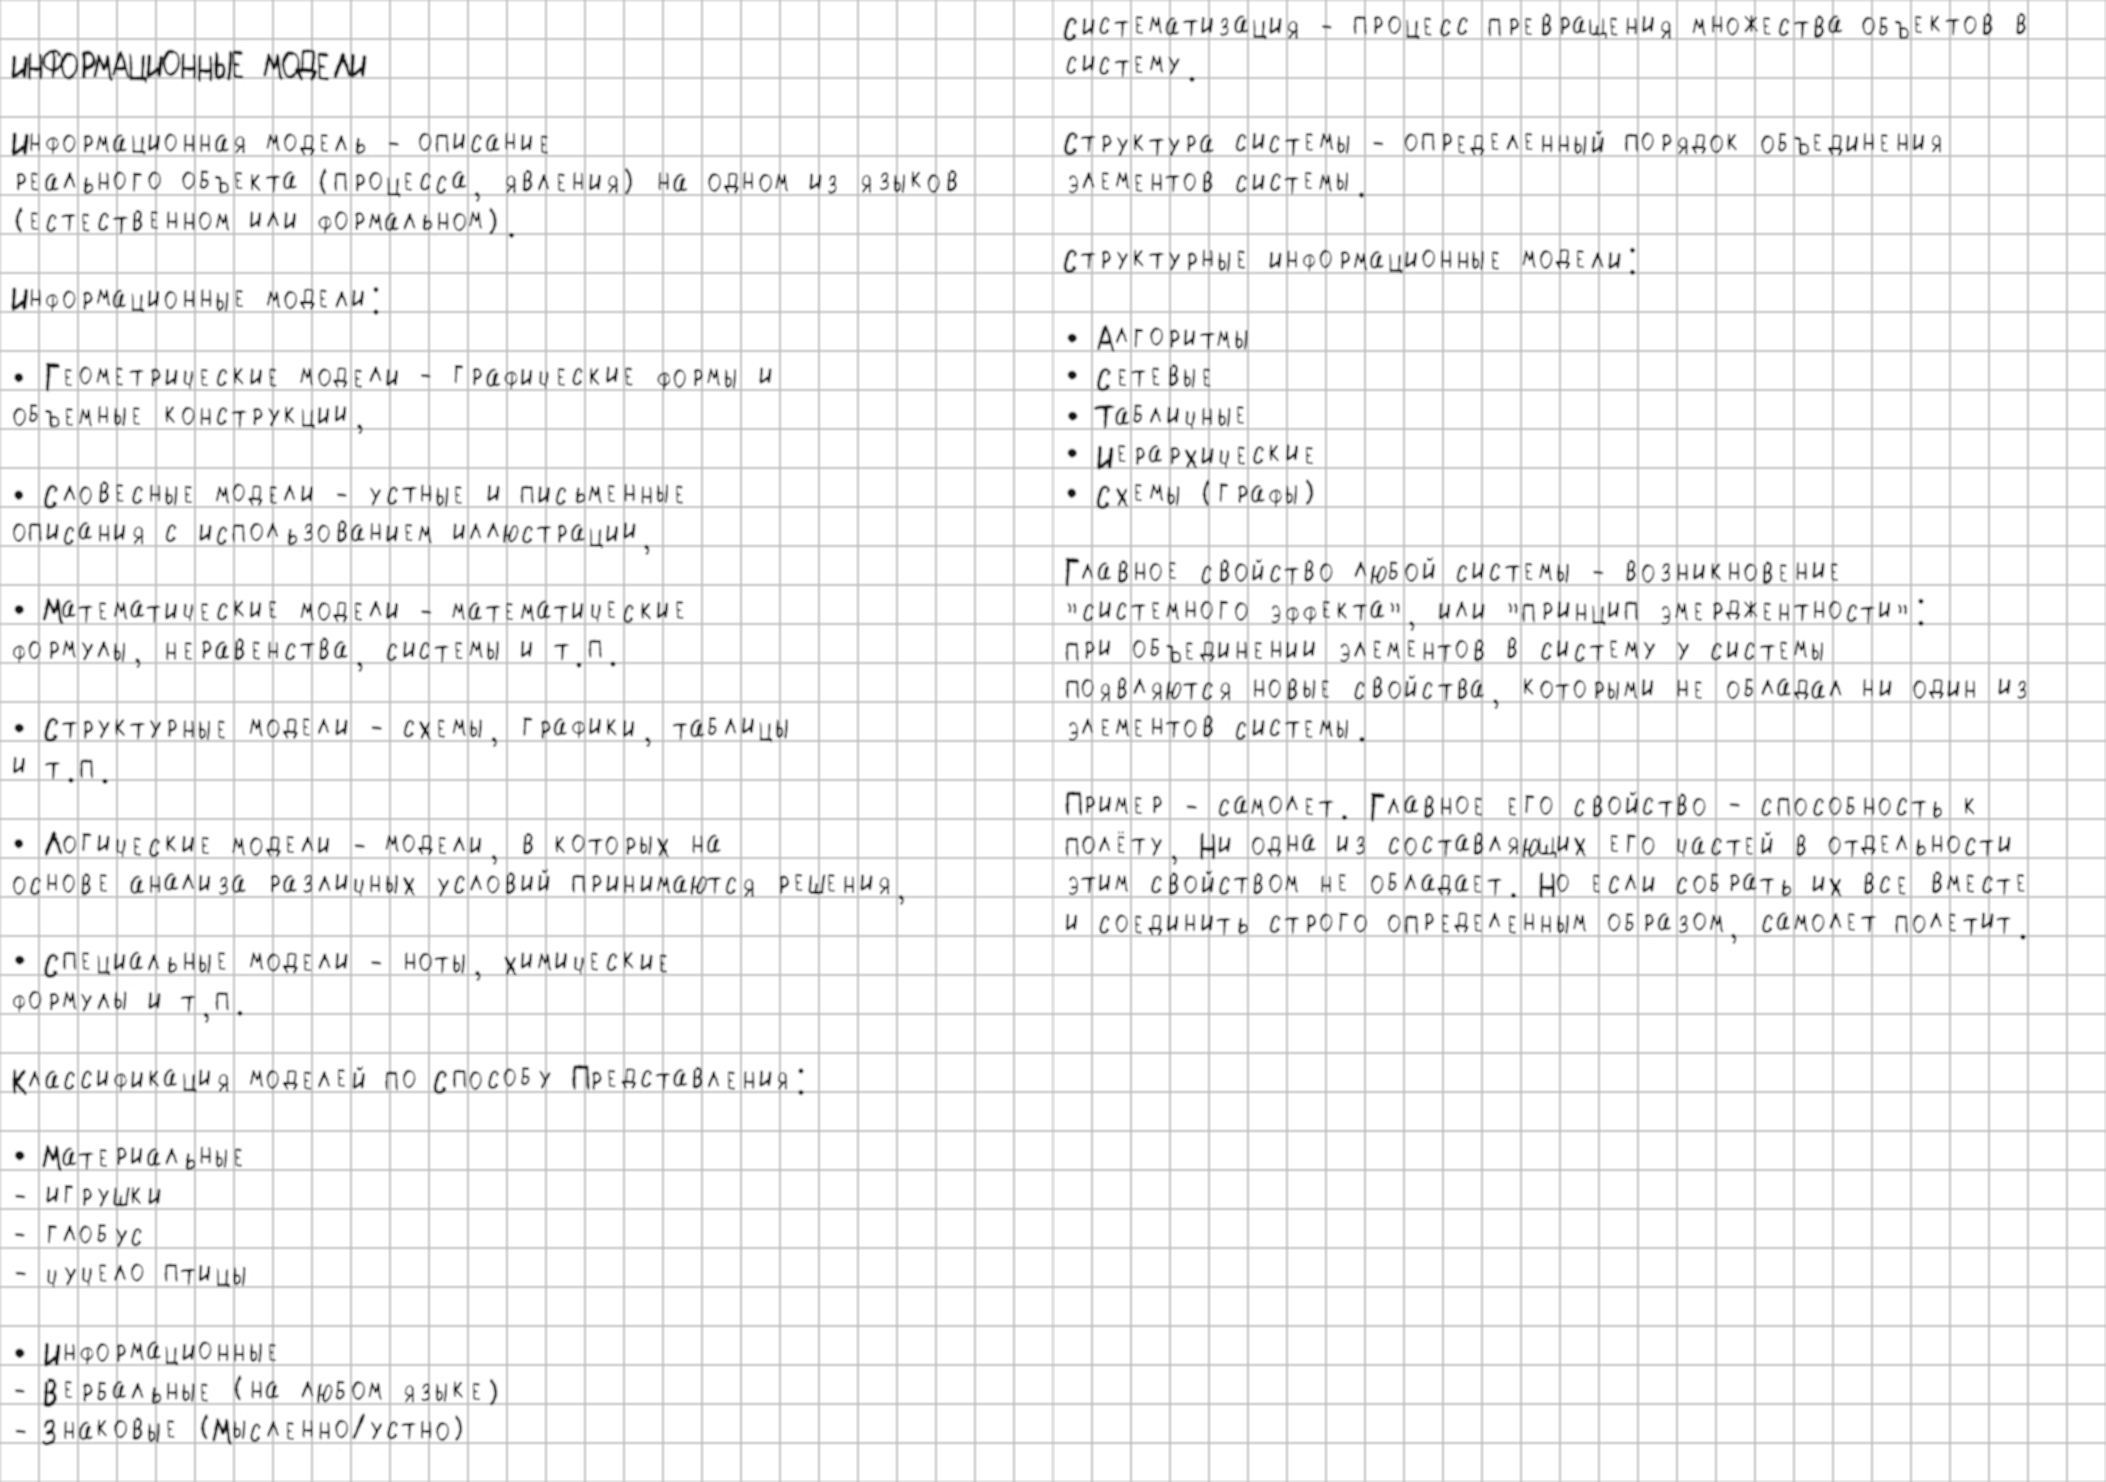 ИНФОРМАЦИОННЫЕ МОДЕЛИ
Информационная модель - описание
реального объекта (процесса, явления) на одном из языков
(естественном или формальном).
Информационные модели:
• Геометрические модели - графические формы и
объемные конструкции,
• Словесные модели - устные и письменные
описания с использованием иллюстрации,
• Математические модели - математические
формулы, неравенства, системы и т.п.
• Структурные модели - схемы, графики, таблицы
и т.п.
• Логические модели - модели, в которых на
основе анализа различных условий принимаются решения,
• Специальные модели - ноты, химические
формулы и т,п.
Классификация моделей по Способу Представления:
• Материальные
- игрушки
- глобус
- чучело птицы
• Информационные
- Вербальные (на любом языке)
- Знаковые (Мысленно/устно)
Систематизация - процесс превращения множества объектов в
систему.
Структура системы - определенный порядок объединения
элементов системы.
Структурные информационные модели:
• Алгоритмы
• Сетевые
• Табличные
• Иерархические
• Схемы (графы)
Главное свойство любой системы - возникновение
"системного эффекта", или "принцип эмерджентности":
при объединении элементов в систему у системы
появляются новые свойства, которыми не обладал ни один из
элементов системы.
Пример - самолет. Главное его свойство - способность к
полёту, Ни одна из составляющих его частей в отдельности
этим свойством не обладает. Но если собрать их все вместе
и соединить строго определенным образом, самолет полетит.